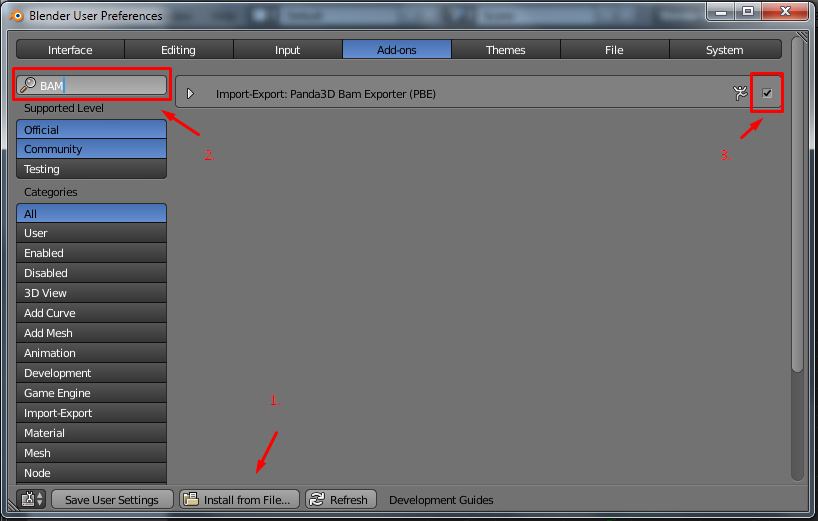 Blender User Preferences
Interface Editing Input Add-ons Themes File System
BAM
Import-Export: Panda3D Bam Exporter (PBE)
Supported Level
Official
Community
Testing
2.
3.
Categories
All
User
Enabled
Disabled
3D View
Add Curve
Add Mesh
Animation
Development
Game Engine
Import-Export
Material
Mesh
Node
1.
Save User Settings Install from File... Refresh Development Guides